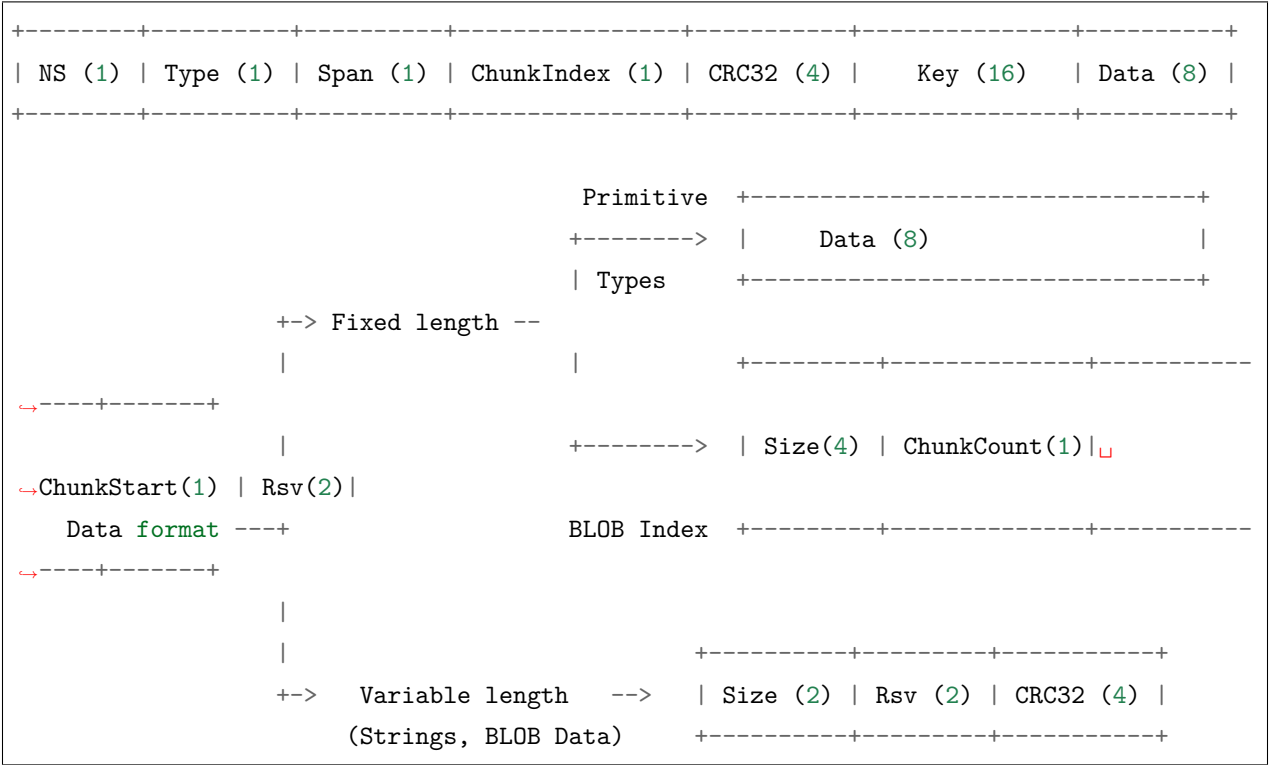 +--------+----------+----------+----------------+-----------+---------------+----------+
| NS (1) | Type (1) | Span (1) | ChunkIndex (1) | CRC32 (4) |    Key (16)   | Data (8) |
+--------+----------+----------+----------------+-----------+---------------+----------+
                                         Primitive  +--------------------------------+
                                        +-------->  |     Data (8)                   |
                                        | Types     +--------------------------------+
                   +-> Fixed length --
                   |                    |           +---------+--------------+-----------
↪----+-------+
                   |                    +-------->  | Size(4) | ChunkCount(1)|␣
↪ChunkStart(1) | Rsv(2)|
    Data format ---+                    BLOB Index  +---------+--------------+-----------
↪----+-------+
                   |
                   |                             +----------+---------+-----------+
                   +->   Variable length   -->   | Size (2) | Rsv (2) | CRC32 (4) |
                        (Strings, BLOB Data)     +----------+---------+-----------+